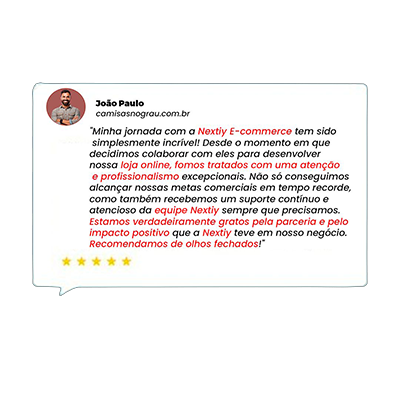 João Paulo
camisasnograu.com.br
"Minha jornada com a Nextiy E-commerce tem sido
simplesmente incrível! Desde o momento em que
decidimos colaborar com eles para desenvolver
nossa loja online, fomos tratados com uma atenção
e profissionalismo excepcionais. Não só conseguimos
alcançar nossas metas comerciais em tempo recorde,
como também recebemos um suporte contínuo e
atencioso da equipe Nextiy sempre que precisamos.
Estamos verdadeiramente gratos pela parceria e pelo
impacto positivo que a Nextiy teve em nosso negócio.
Recomendamos de olhos fechados!"